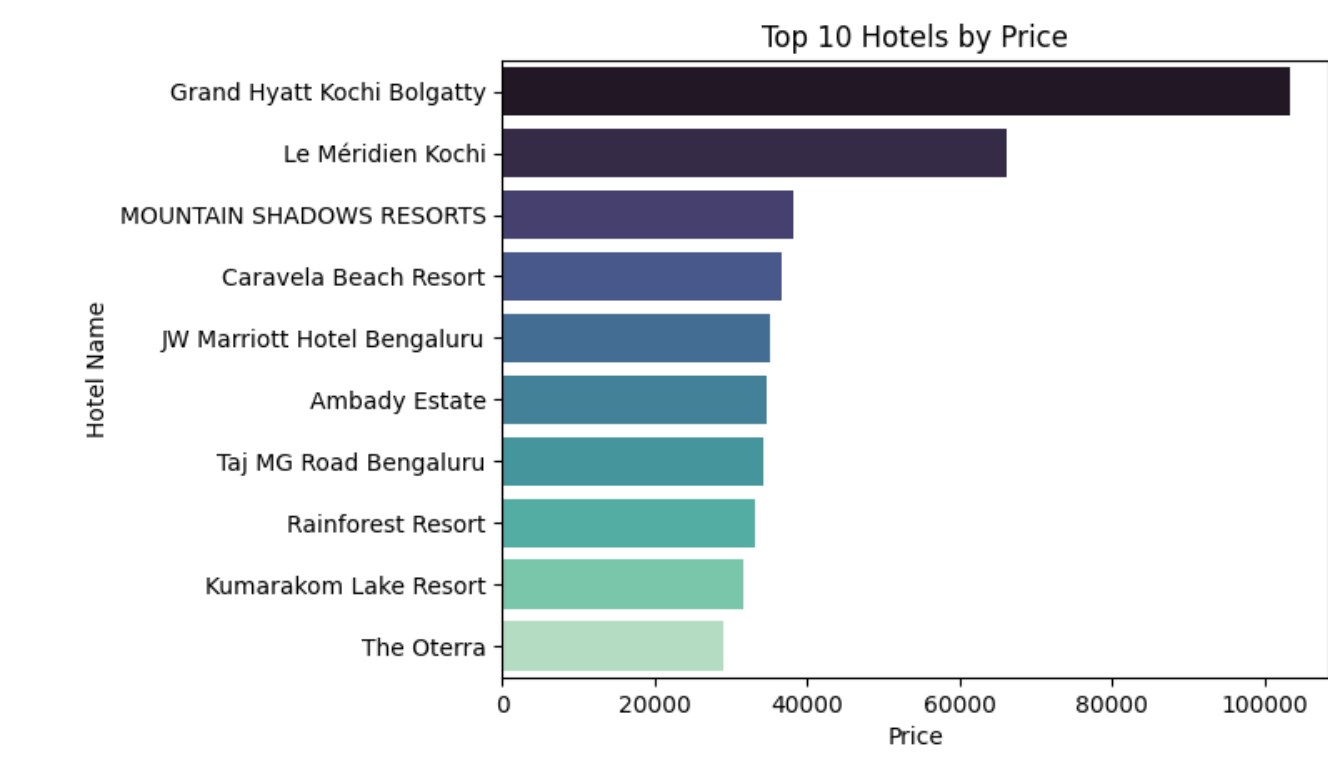 Top 10 Hotels by Price
Grand Hyatt Kochi Bolgatty
Le Méridien Kochi
MOUNTAIN SHADOWS RESORTS
Caravela Beach Resort
JW Marriott Hotel Bengaluru
Ambady Estate
Taj MG Road Bengaluru
Rainforest Resort
Kumarakom Lake Resort
The Oterra
Hotel Name
0 20000 40000 60000 80000 100000
Price